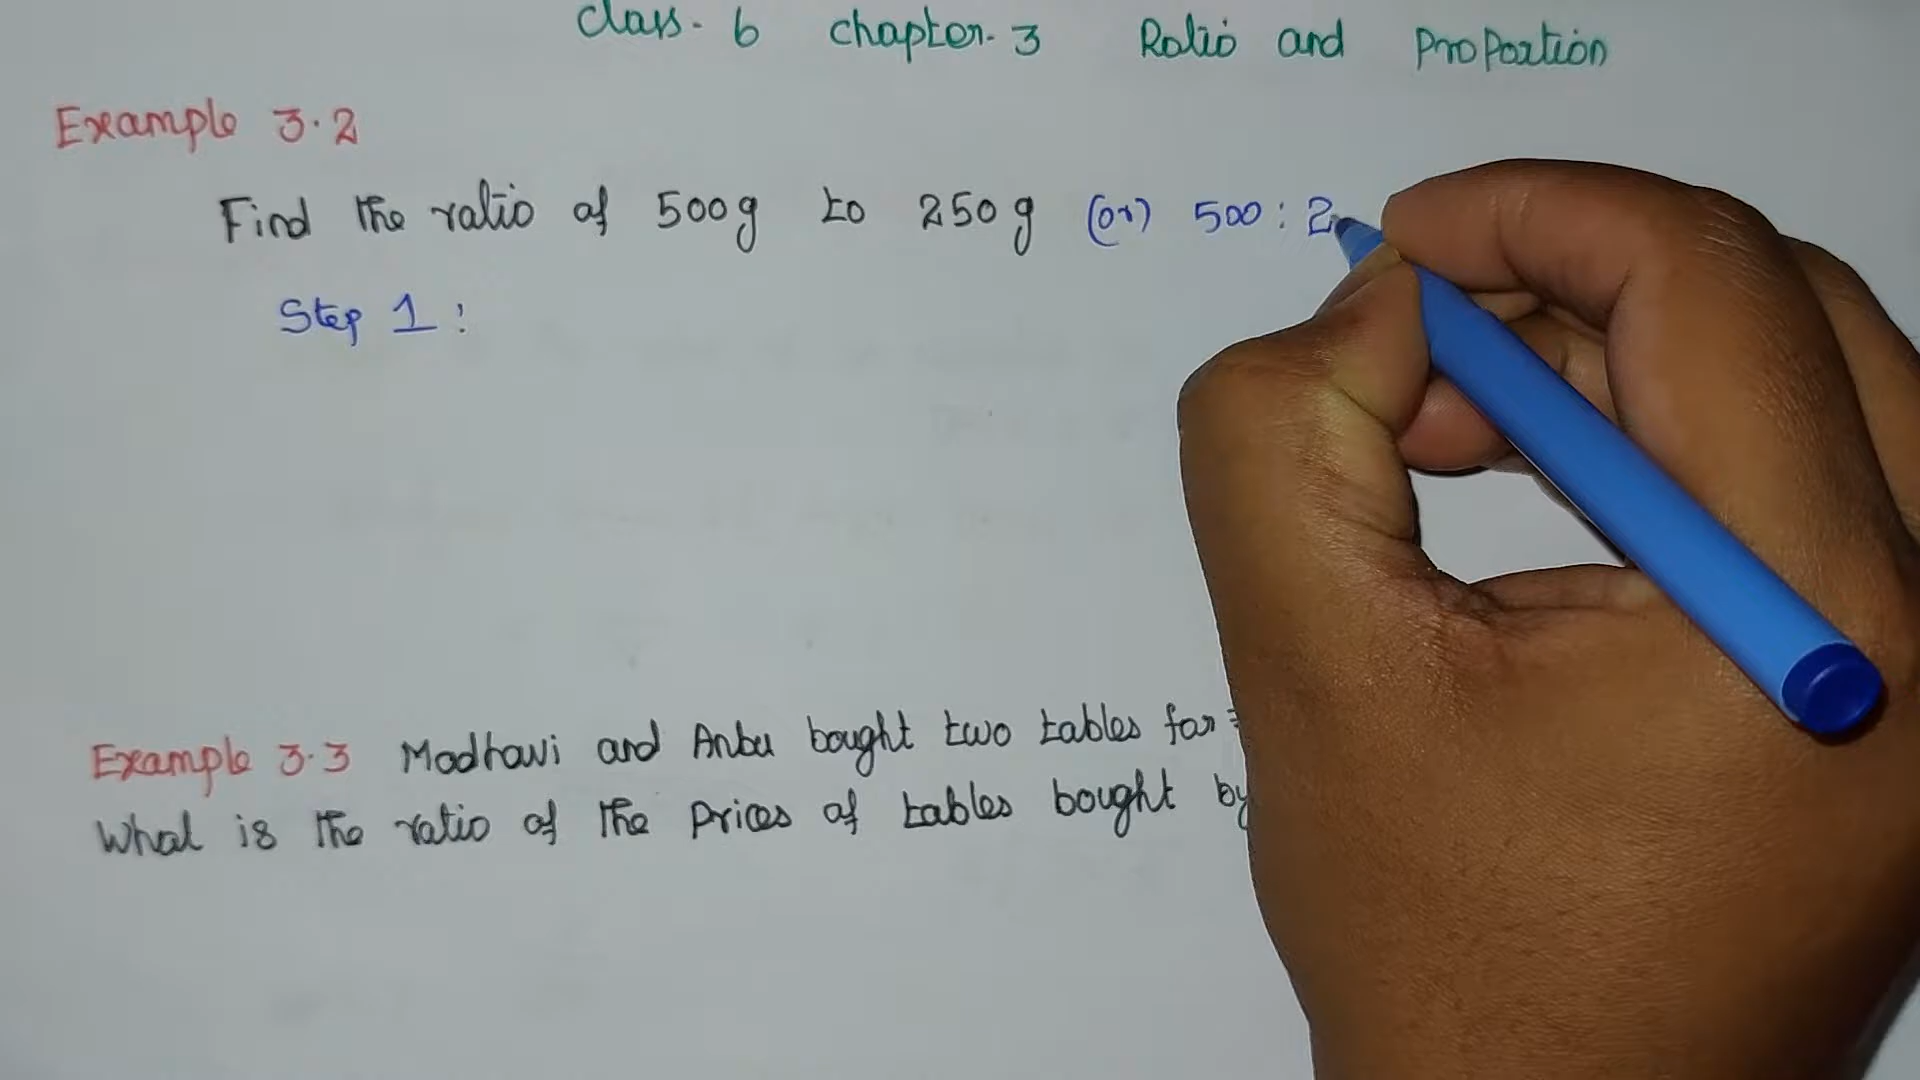 Class- 6 chapter- 3 Ratio and Proportion
Example 3.2
Find the ratio of 500g to 250g (or) 500 : 2
Step 1 :
Example 3.3 Madhavi and Anbu bought two tables for
What is the ratio of the prices of tables bought by